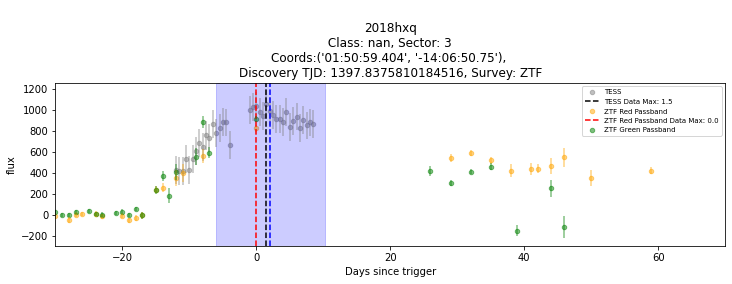 2018hxq
Class: nan, Sector: 3
Coords:('01:50:59.404', '-14:06:50.75'),
Discovery TJD: 1397.8375810184516, Survey: ZTF
1200
1000
800
600
400
200
0
−200
flux
−20
0
20
40
60
Days since trigger
TESS
TESS Data Max: 1.5
ZTF Red Passband
ZTF Red Passband Data Max: 0.0
ZTF Green Passband